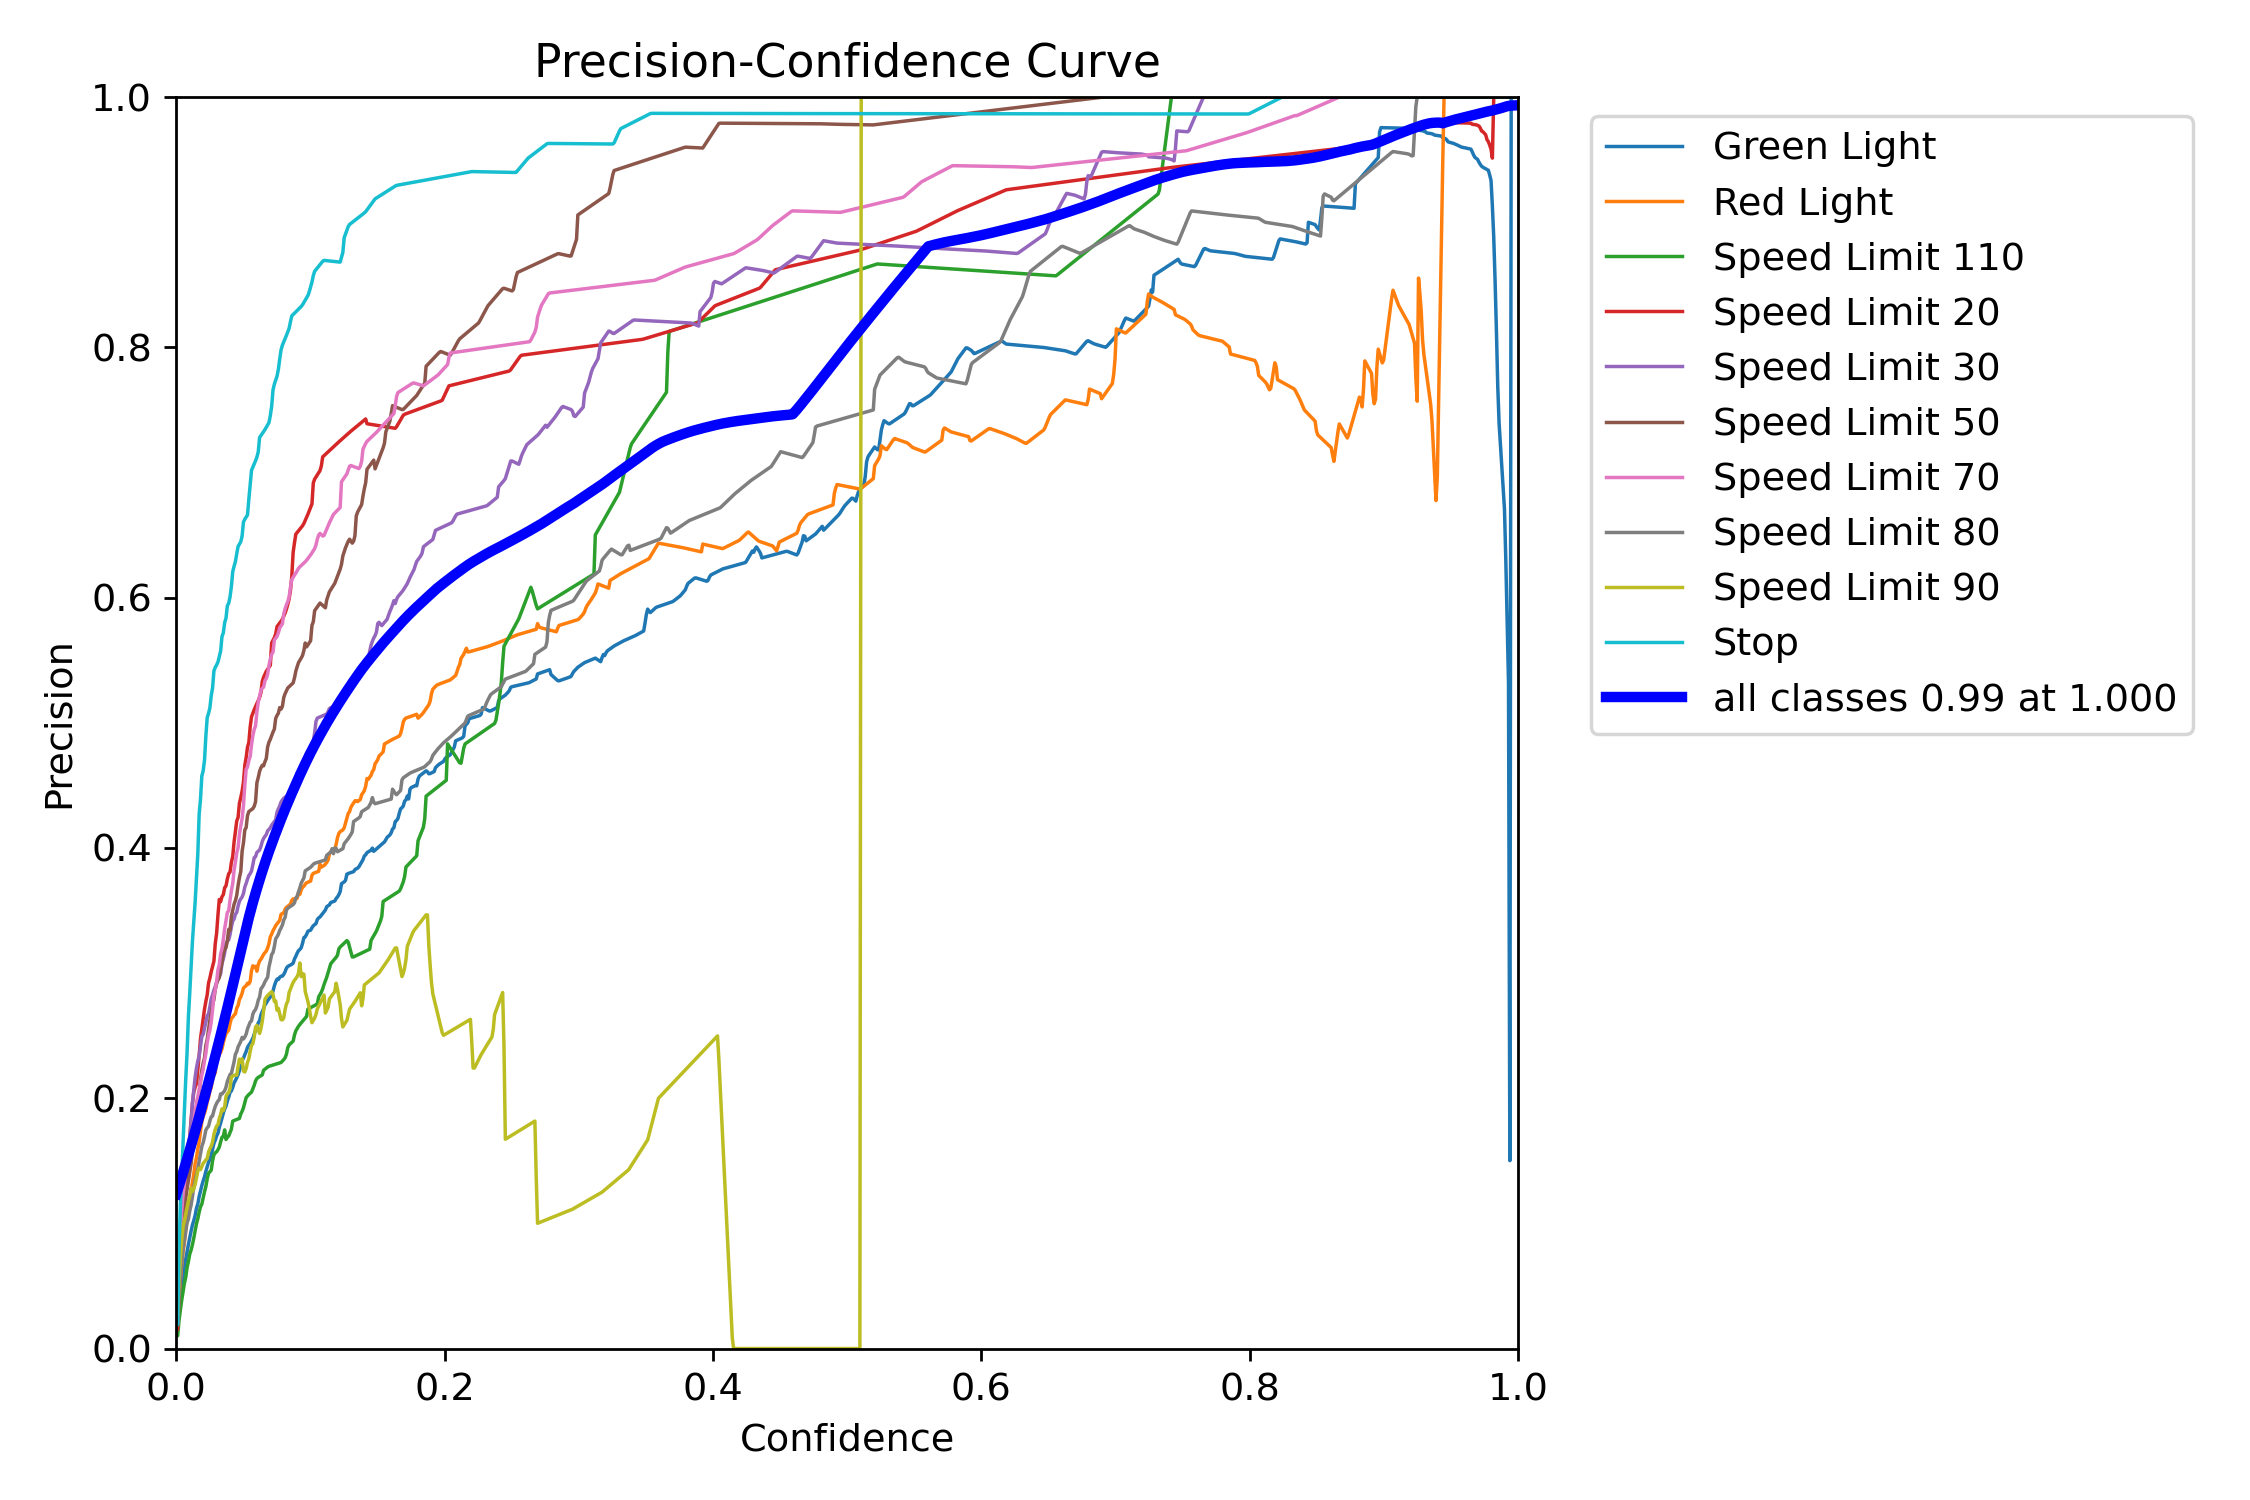 Precision-Confidence Curve
1.0
0.8
0.6
0.4
0.2
0.0
Precision
0.0 0.2 0.4 0.6 0.8 1.0
Confidence
Green Light
Red Light
Speed Limit 110
Speed Limit 20
Speed Limit 30
Speed Limit 50
Speed Limit 70
Speed Limit 80
Speed Limit 90
Stop
all classes 0.99 at 1.000